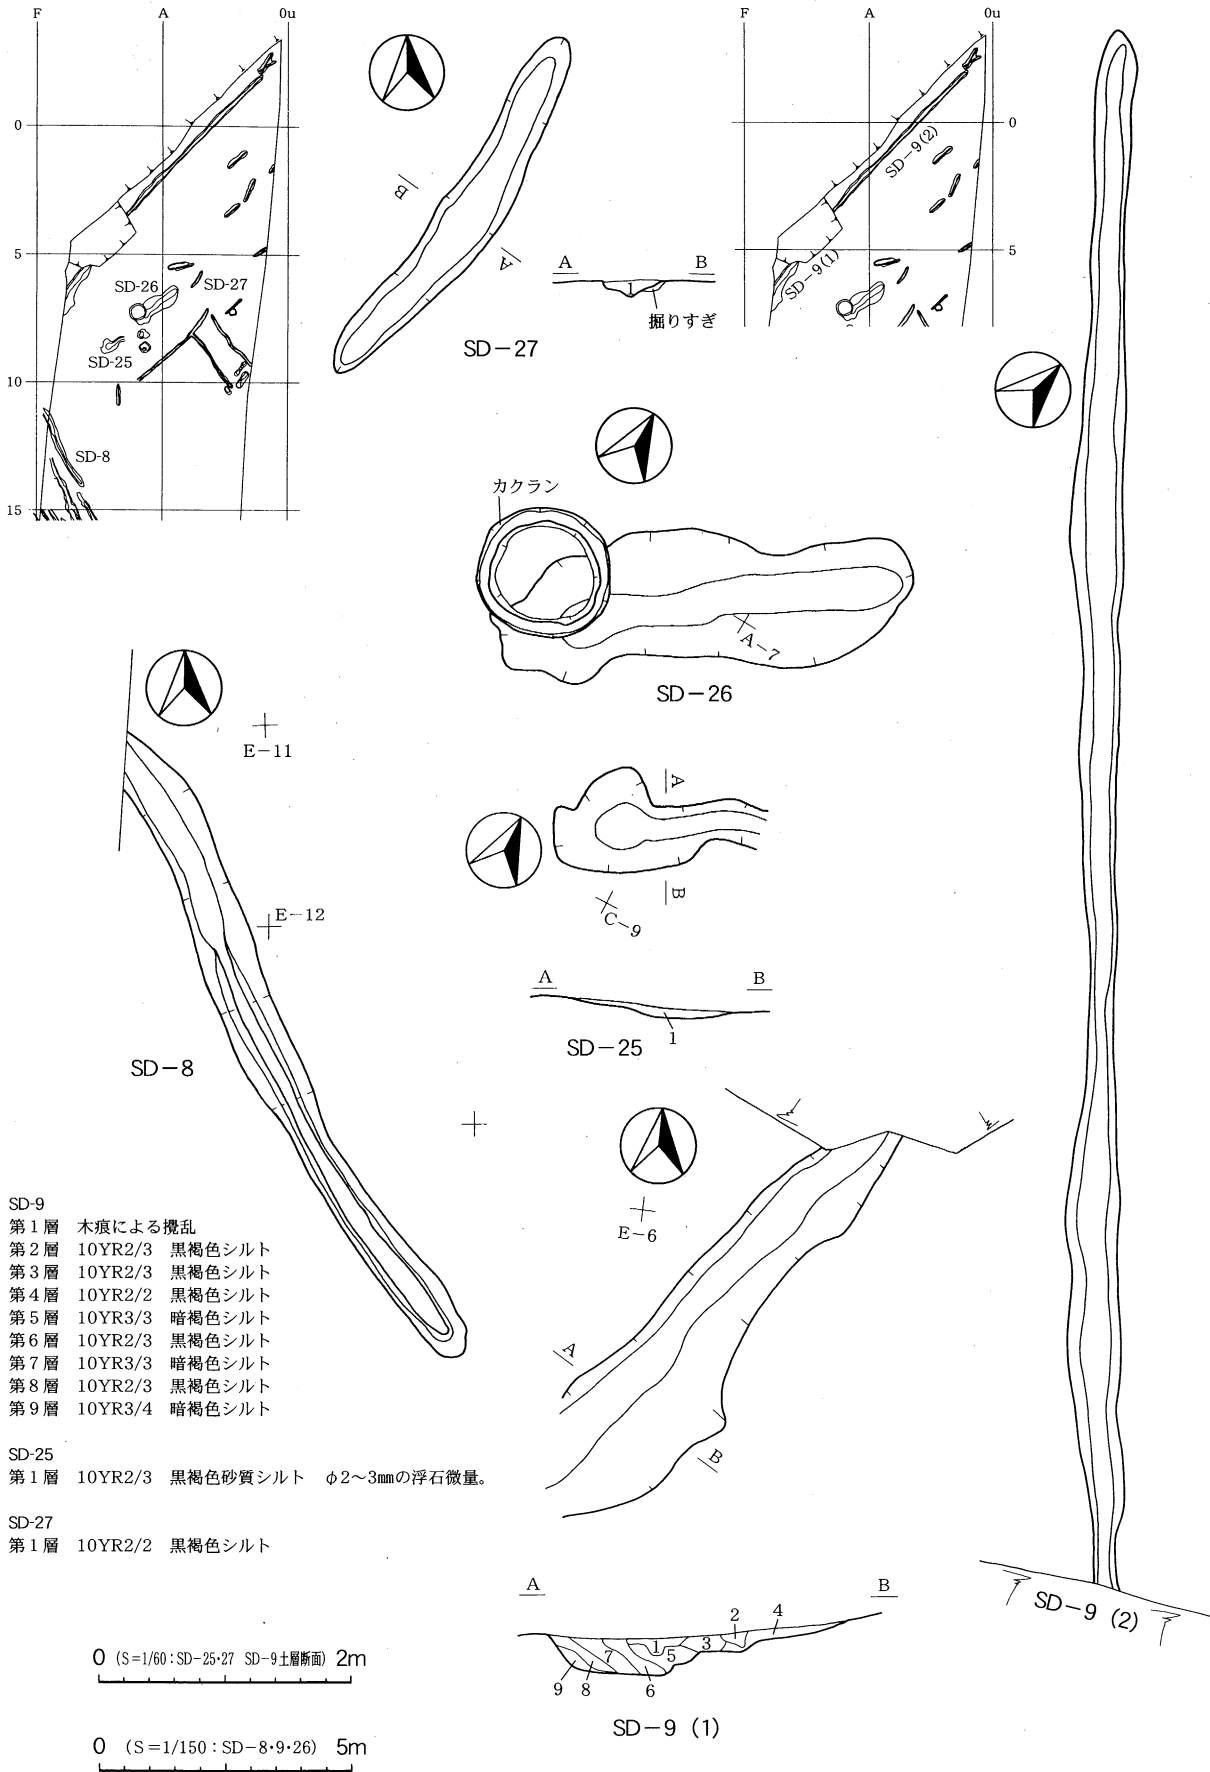 F A 0u
0
5
10
15
SD-26
SD-27
SD-25
SD-8
B
A
A B
1
掘りすぎ
SD-27
F A 0u
0
5
SD-9(2)
SD-9(1)
カクラン
A-7
SD-26
E-11
E-12
SD-8
A
B
C-9
A B
1
SD-25
E-6
A
B
SD-9
第1層 木痕による攪乱
第2層 10YR2/3 黒褐色シルト
第3層 10YR2/3 黒褐色シルト
第4層 10YR2/2 黒褐色シルト
第5層 10YR3/3 暗褐色シルト
第6層 10YR2/3 黒褐色シルト
第7層 10YR3/3 暗褐色シルト
第8層 10YR2/3 黒褐色シルト
第9層 10YR3/4 暗褐色シルト
SD-25
第1層 10YR2/3 黒褐色砂質シルト φ2～3㎜の浮石微量。
SD-27
第1層 10YR2/2 黒褐色シルト
A B
1 2 3 4 5 6 7 8 9
SD-9 (1)
SD-9 (2)
0 (S=1/60：SD-25・27 SD-9土層断面) 2m
0 (S=1/150：SD-8・9・26) 5m